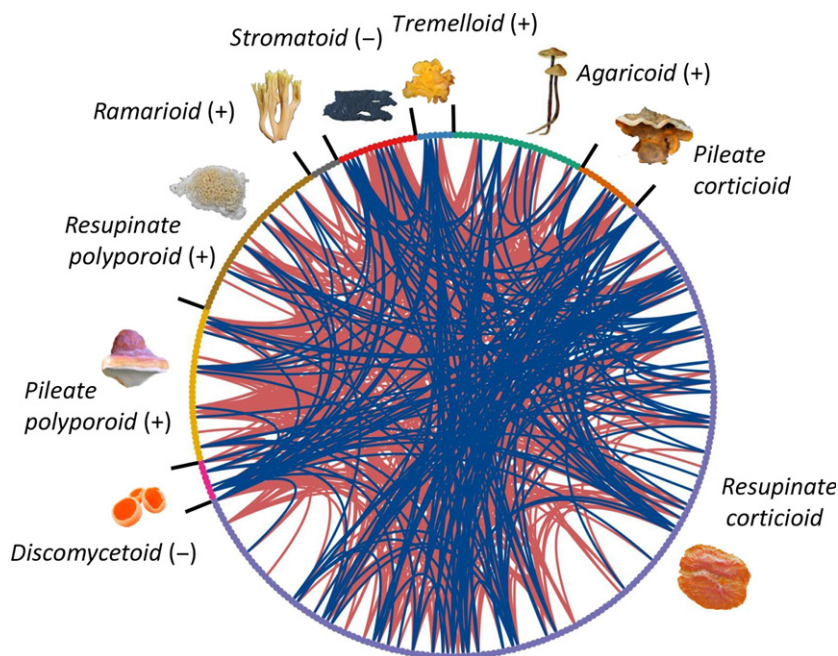 Stromatoid (–)
Tremelloid (+)
Agaricoid (+)
Ramarioid (+)
Pileate
corticioid
Resupinate
polyporoid (+)
Pileate
polyporoid (+)
Resupinate
corticioid
Discomycetoid (–)